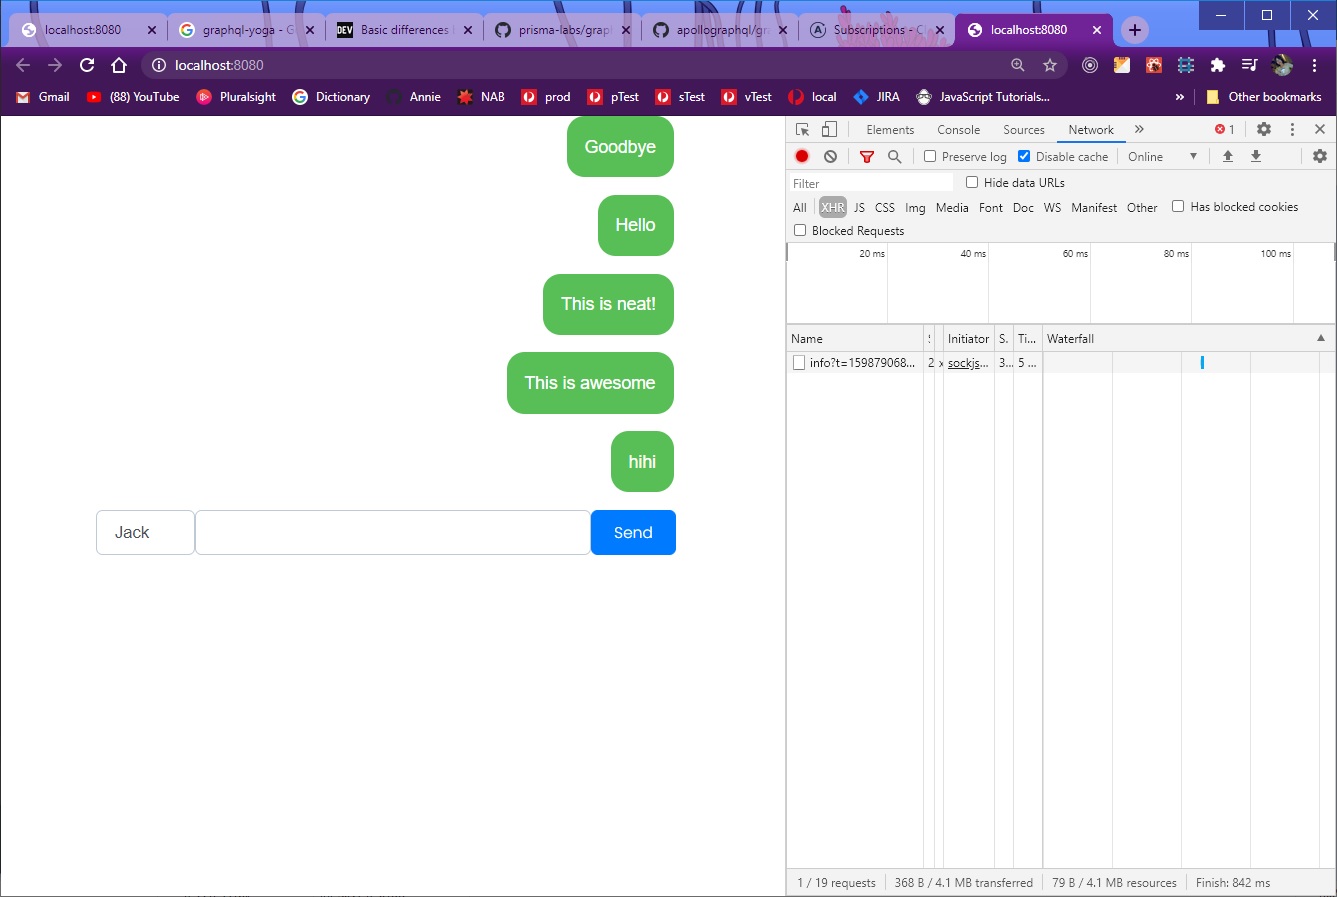 localhost:8080
graphql-yoga - G
DEV Basic differences
prisma-labs/grap
apollographql/gr
Subscriptions - Cl
localhost:8080
localhost:8080
Gmail (88) YouTube Pluralsight Dictionary Annie NAB prod pTest sTest vTest local JIRA JavaScript Tutorials... » Other bookmarks
Goodbye
Hello
This is neat!
This is awesome
hihi
Jack Send
Elements Console Sources Network » 1
Preserve log Disable cache Online
Filter Hide data URLs
All XHR JS CSS Img Media Font Doc WS Manifest Other Has blocked cookies
Blocked Requests
20 ms 40 ms 60 ms 80 ms 100 ms
Name Initiator S. Ti... Waterfall
info?t=159879068... 2 x sockjs... 3... 5 ...
1 / 19 requests 368 B / 4.1 MB transferred 79 B / 4.1 MB resources Finish: 842 ms